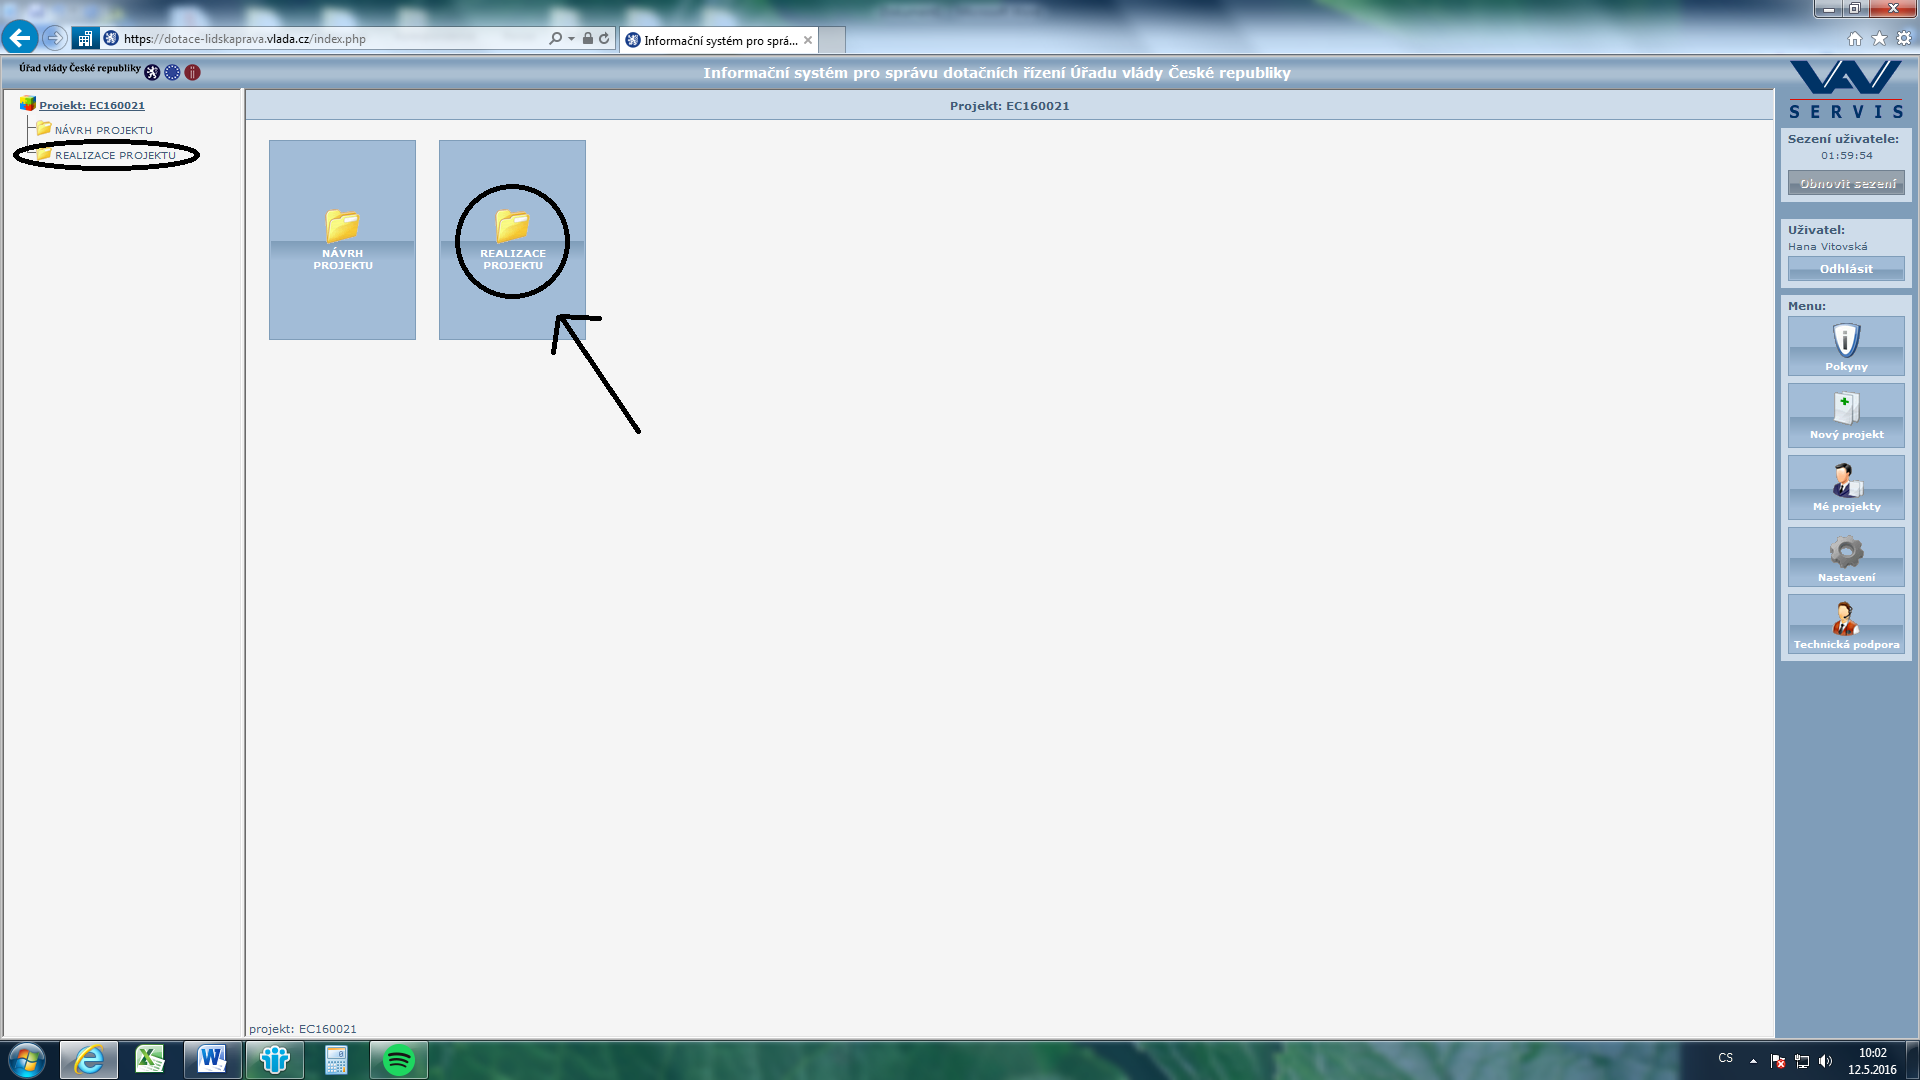 https://dotace-lidskaprava.vlada.cz/index.php
Informační systém pro sprá...
Úřad vlády České republiky
Informační systém pro správu dotačních řízení Úřadu vlády České republiky
VAV
SERVIS
Projekt: EC160021
NÁVRH PROJEKTU
REALIZACE PROJEKTU
Projekt: EC160021
NÁVRH
PROJEKTU
REALIZACE
PROJEKTU
Sezení uživatele:
01:59:54
Obnovit sezení
Uživatel:
Hana Vitovská
Odhlásit
Menu:
Pokyny
Nový projekt
Mé projekty
Nastavení
Technická podpora
projekt: EC160021
CS
10:02
12.5.2016